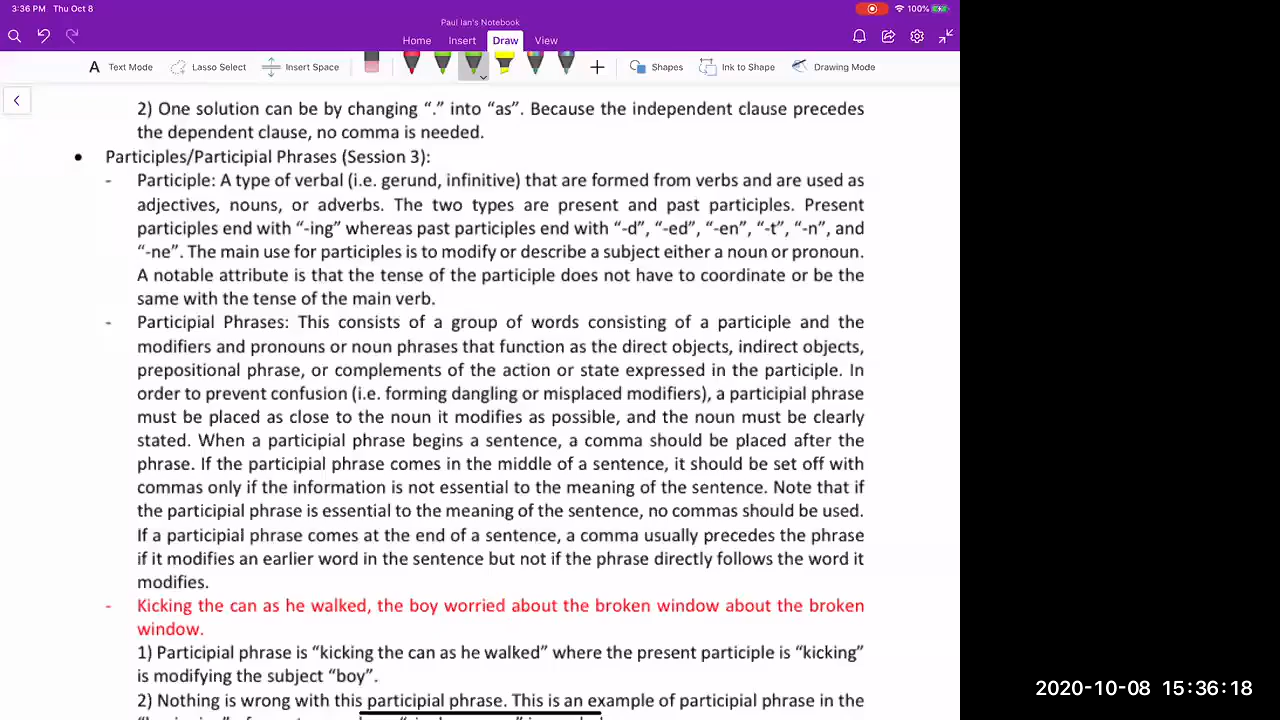 3:36 PM Thu Oct 8
100%
Paul Ian's Notebook
Home Insert Draw View
Text Mode Lasso Select Insert Space Shapes Ink to Shape Drawing Mode
2) One solution can be by changing “.” into “as”. Because the independent clause precedes
the dependent clause, no comma is needed.
• Participles/Participial Phrases (Session 3):
- Participle: A type of verbal (i.e. gerund, infinitive) that are formed from verbs and are used as
adjectives, nouns, or adverbs. The two types are present and past participles. Present
participles end with “-ing” whereas past participles end with “-d”, “-ed”, “-en”, “-t”, “-n”, and
“-ne”. The main use for participles is to modify or describe a subject either a noun or pronoun.
A notable attribute is that the tense of the participle does not have to coordinate or be the
same with the tense of the main verb.
- Participial Phrases: This consists of a group of words consisting of a participle and the
modifiers and pronouns or noun phrases that function as the direct objects, indirect objects,
prepositional phrase, or complements of the action or state expressed in the participle. In
order to prevent confusion (i.e. forming dangling or misplaced modifiers), a participial phrase
must be placed as close to the noun it modifies as possible, and the noun must be clearly
stated. When a participial phrase begins a sentence, a comma should be placed after the
phrase. If the participial phrase comes in the middle of a sentence, it should be set off with
commas only if the information is not essential to the meaning of the sentence. Note that if
the participial phrase is essential to the meaning of the sentence, no commas should be used.
If a participial phrase comes at the end of a sentence, a comma usually precedes the phrase
if it modifies an earlier word in the sentence but not if the phrase directly follows the word it
modifies.
- Kicking the can as he walked, the boy worried about the broken window about the broken
window.
1) Participial phrase is “kicking the can as he walked” where the present participle is “kicking”
is modifying the subject “boy”.
2) Nothing is wrong with this participial phrase. This is an example of participial phrase in the
2020-10-08 15:36:18